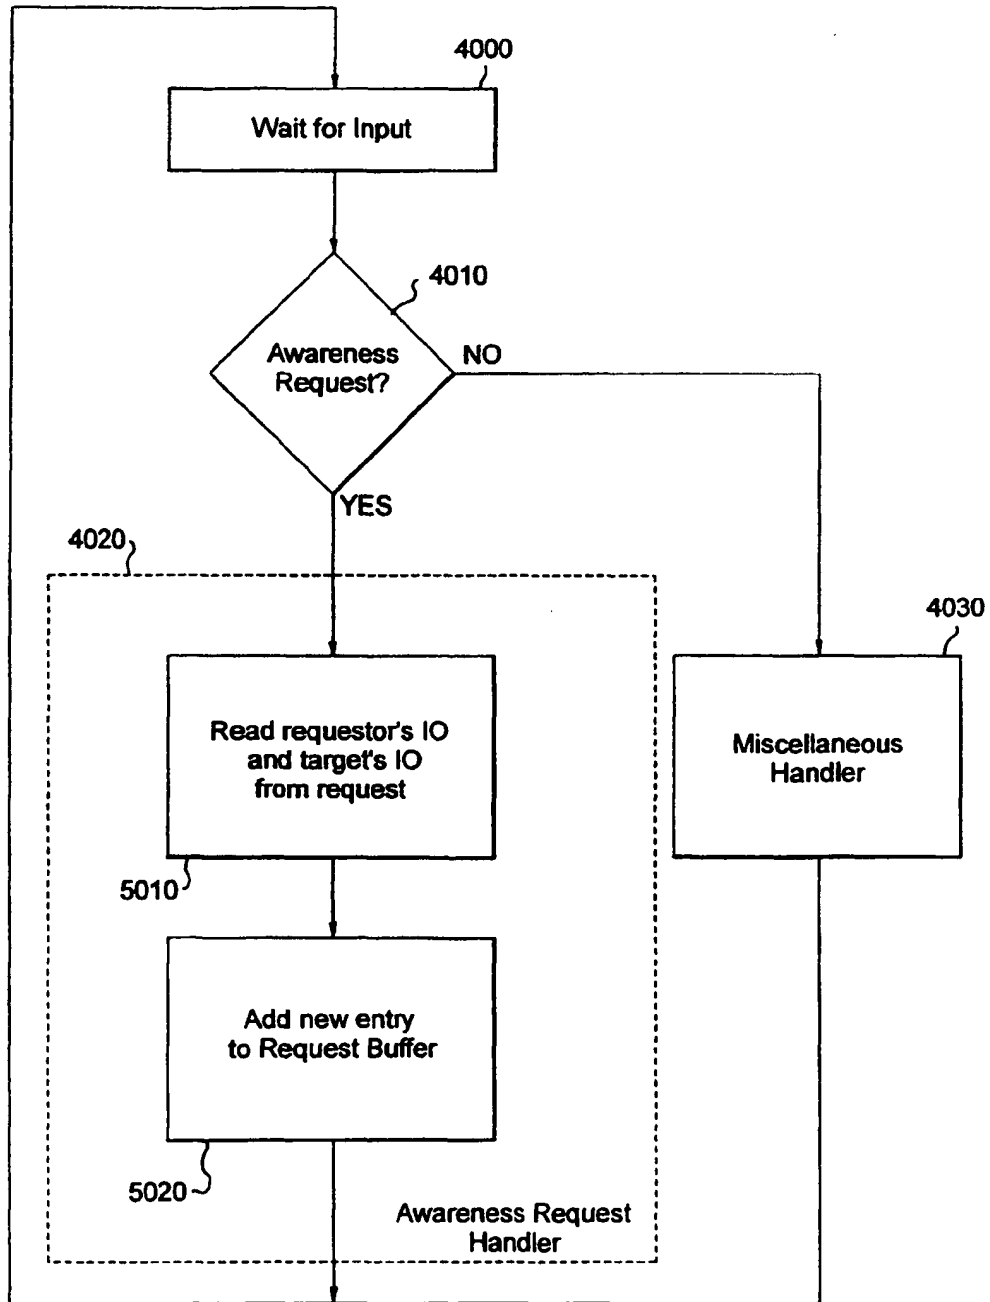 4000
Wait for Input
4010
Awareness
Request?
NO
YES
4020
4030
Read requestor's IO
and target's IO
from request
Miscellaneous
Handler
5010
Add new entry
to Request Buffer
5020
Awareness Request
Handler